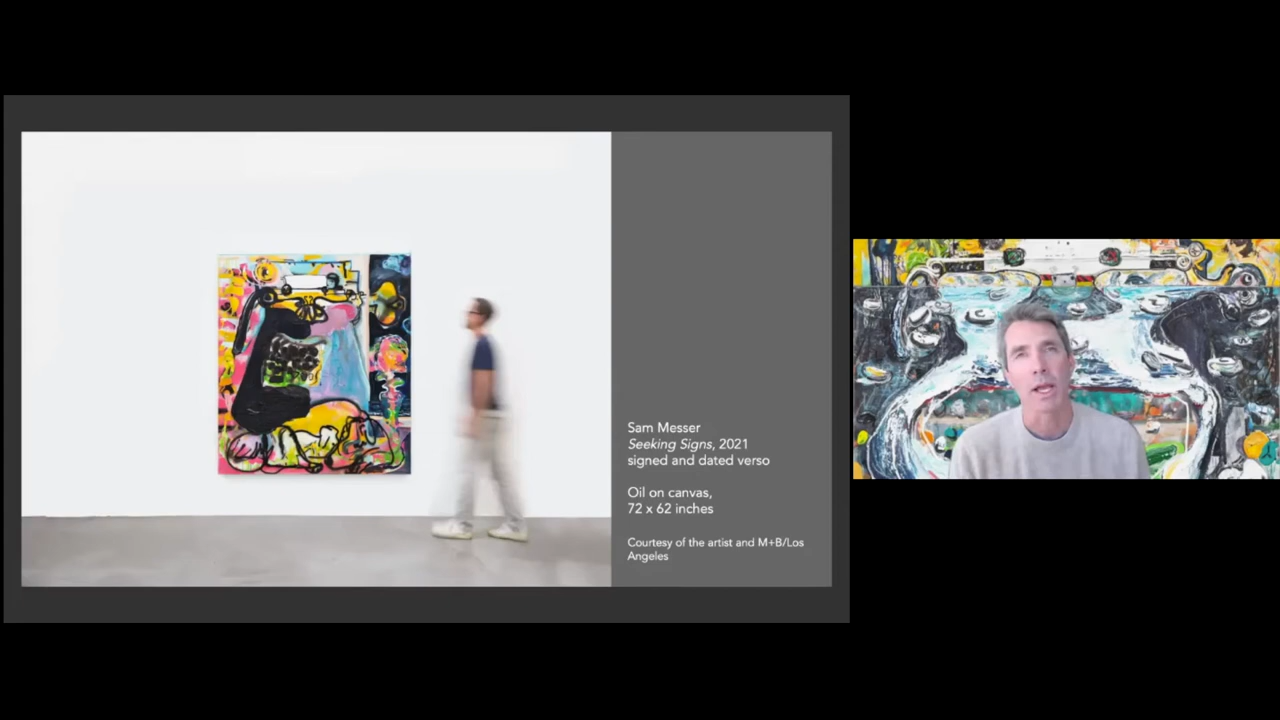 Sam Messer
Seeking Signs, 2021
signed and dated verso
Oil on canvas,
72 x 62 inches
Courtesy of the artist and M+B/Los
Angeles